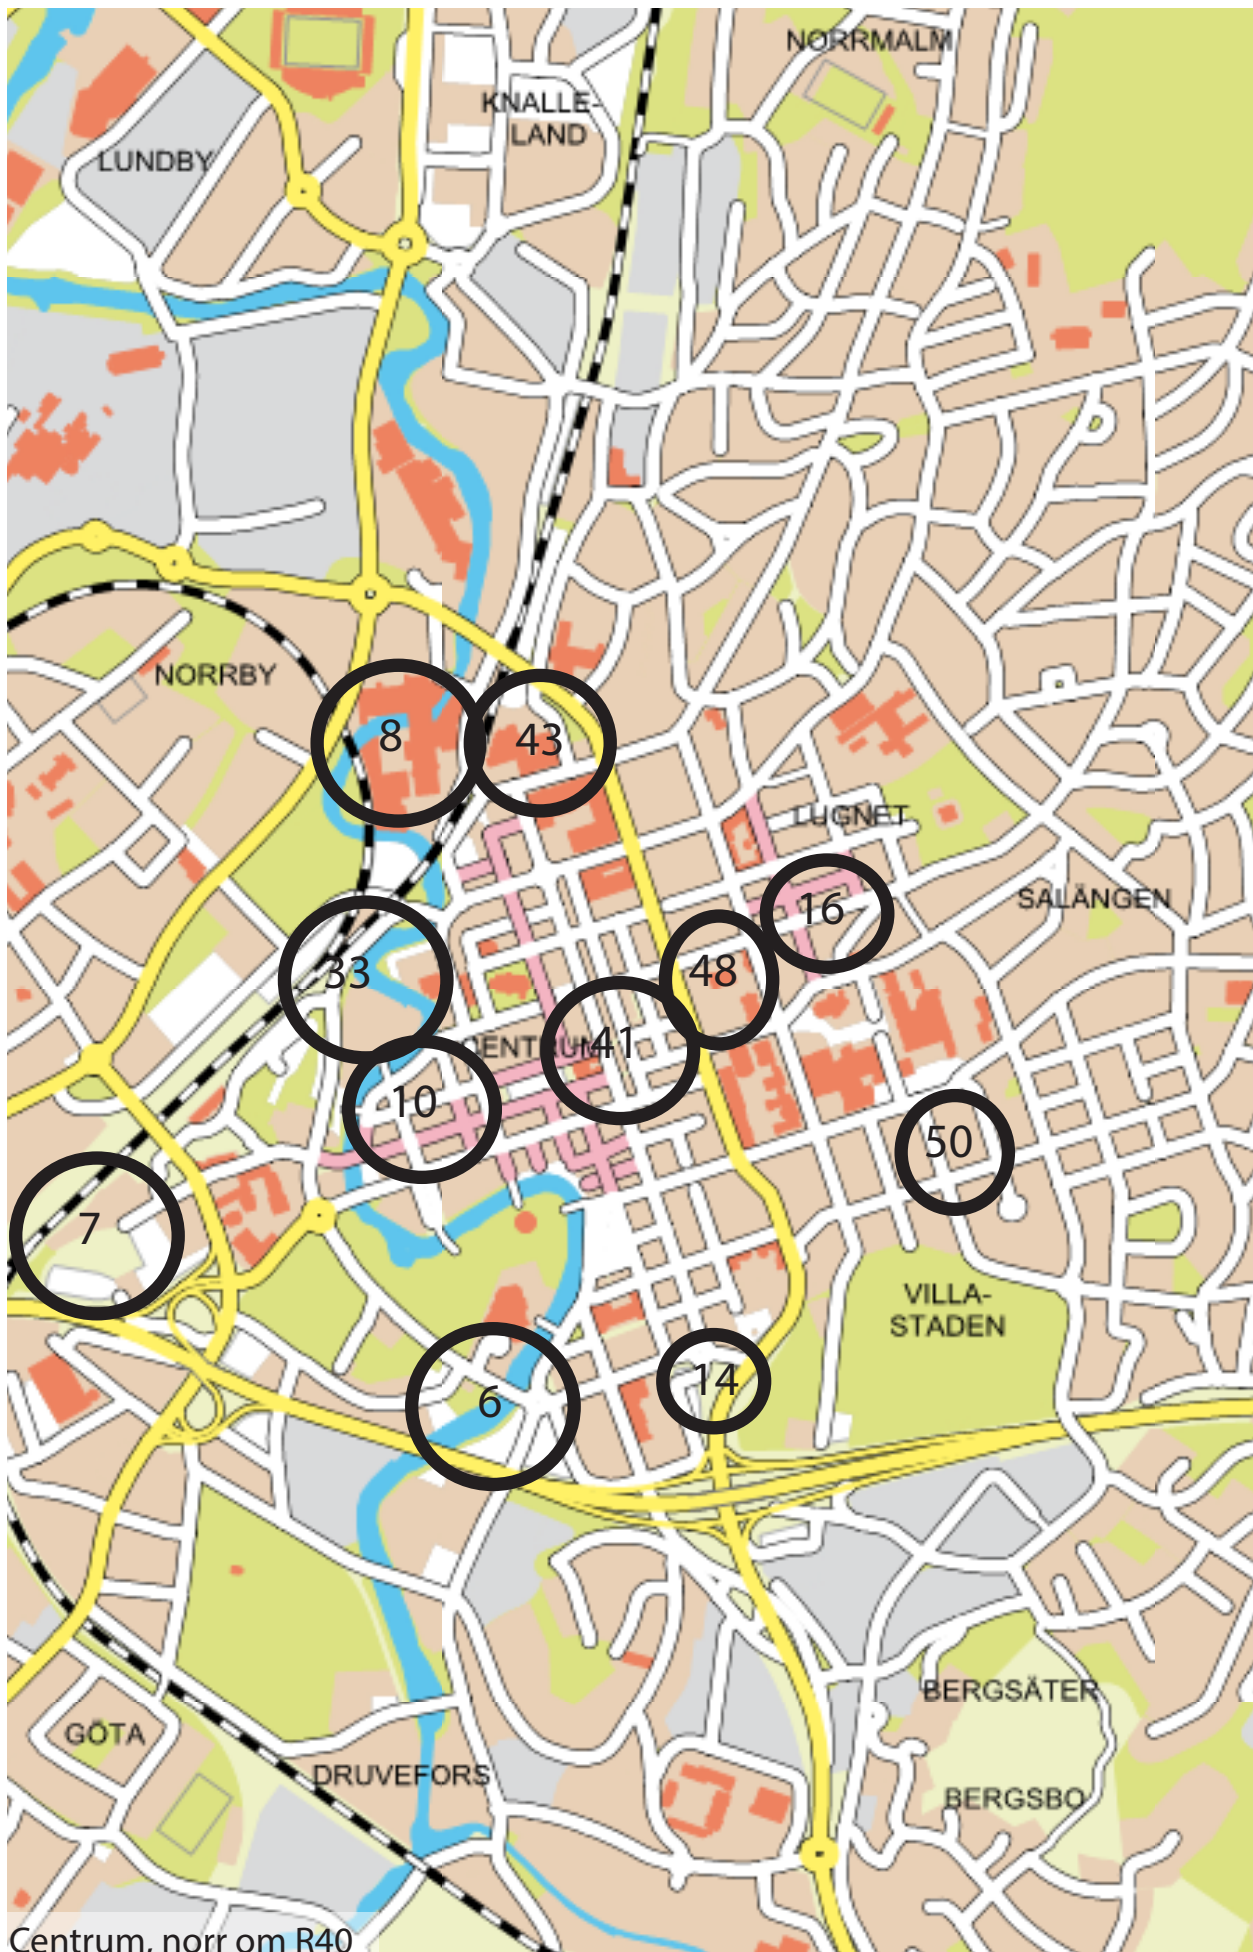 NORRMALM
KNALLE-
LAND
LUNDBY
NORRBY
8
43
LUGNET
SALÄNGEN
16
33
48
41
CENTRUM
10
50
7
VILLA-
STADEN
14
6
BERGSÄTER
GÖTA
DRUVEFORS
BERGSBO
Centrum, norr om R40